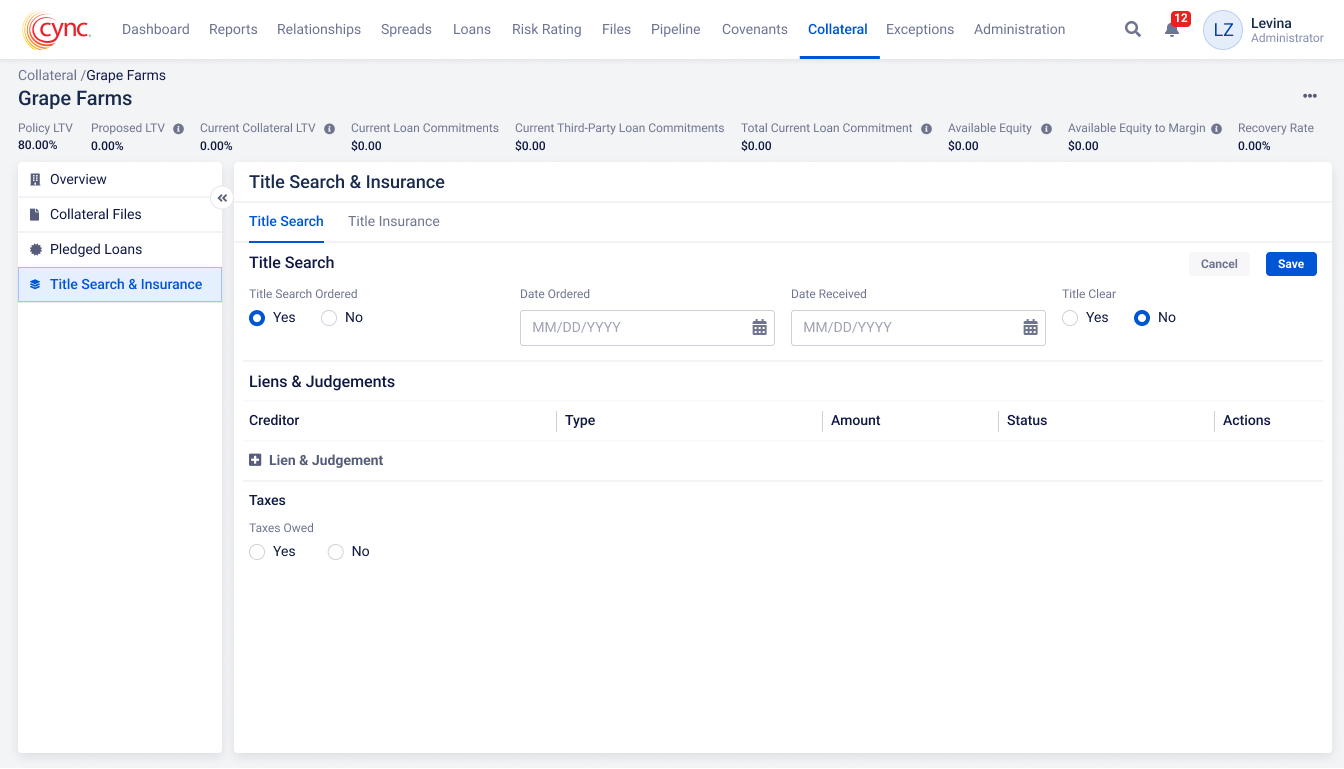 cync
Dashboard Reports Relationships Spreads Loans Risk Rating Files Pipeline Covenants Collateral Exceptions Administration
12
LZ
Levina
Administrator
Collateral /Grape Farms
Grape Farms
Policy LTV Proposed LTV Current Collateral LTV Current Loan Commitments Current Third-Party Loan Commitments Total Current Loan Commitment Available Equity Available Equity to Margin Recovery Rate
80.00% 0.00% 0.00% $0.00 $0.00 $0.00 $0.00 $0.00 0.00%
Overview
Collateral Files
Pledged Loans
Title Search & Insurance
Title Search & Insurance
Title Search Title Insurance
Title Search
Cancel Save
Title Search Ordered Date Ordered Date Received Title Clear
Yes No MM/DD/YYYY MM/DD/YYYY Yes No
Liens & Judgements
Creditor Type Amount Status Actions
Lien & Judgement
Taxes
Taxes Owed
Yes No